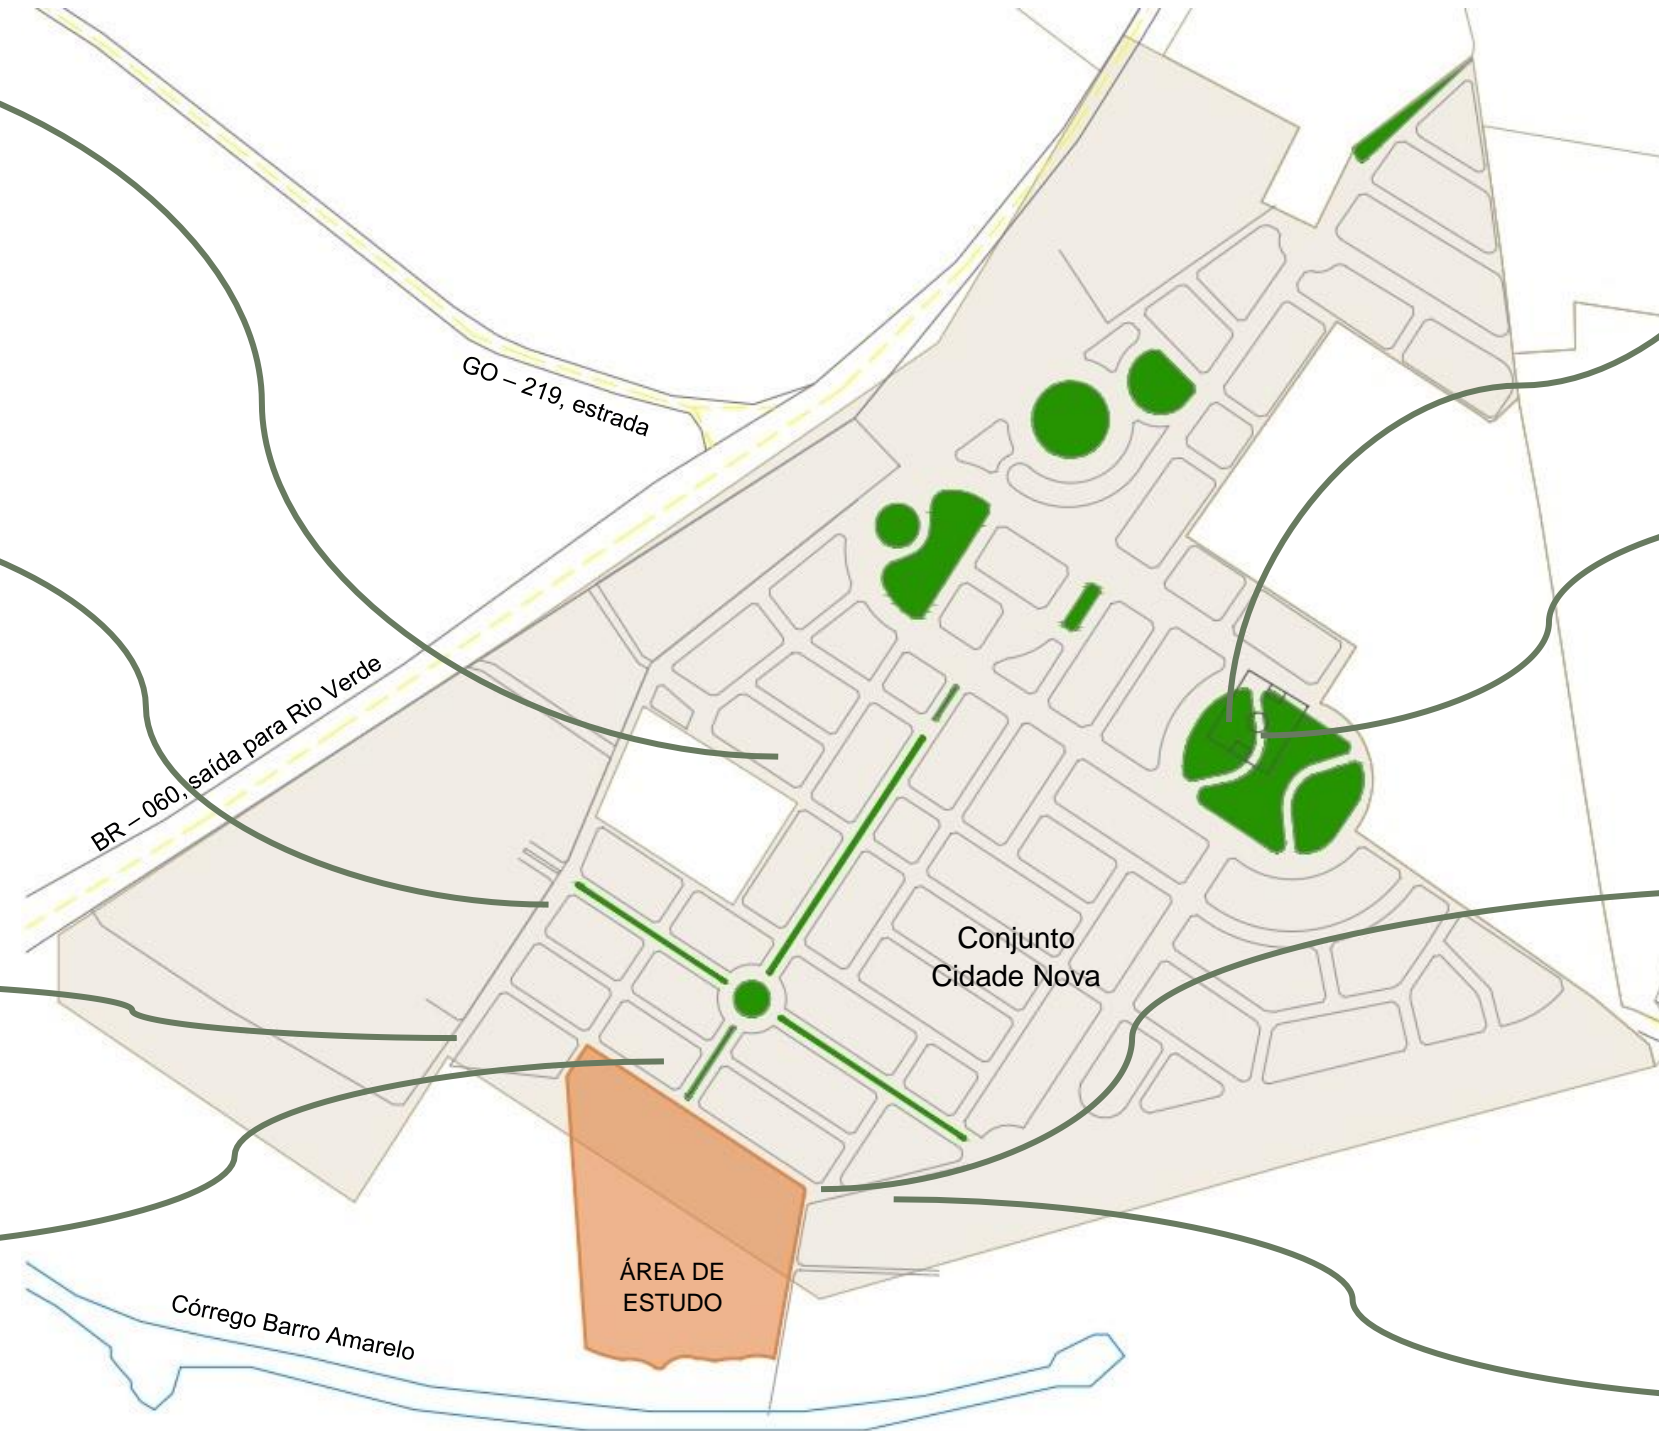 GO – 219, estrada
BR – 060, saída para Rio Verde
Conjunto
Cidade Nova
ÁREA DE
ESTUDO
Córrego Barro Amarelo